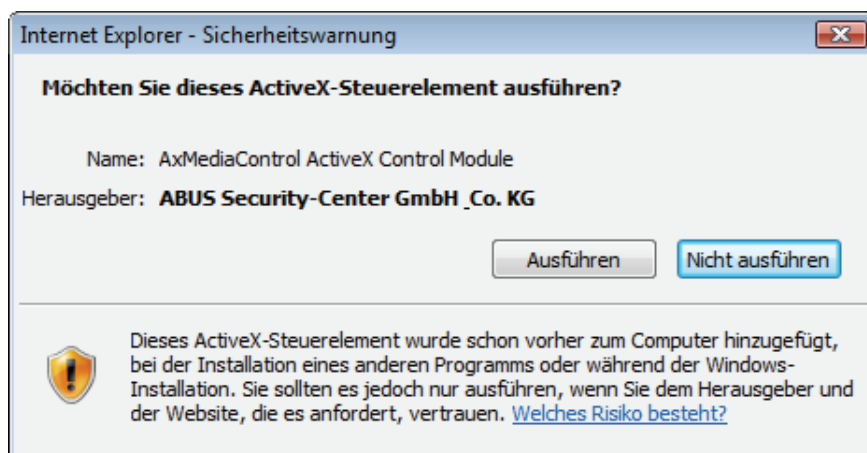 Internet Explorer - Sicherheitswarnung
Möchten Sie dieses ActiveX-Steuerelement ausführen?
Name: AxMediaControl ActiveX Control Module
Herausgeber: ABUS Security-Center GmbH _Co. KG
Ausführen Nicht ausführen
Dieses ActiveX-Steuerelement wurde schon vorher zum Computer hinzugefügt,
bei der Installation eines anderen Programms oder während der Windows-
Installation. Sie sollten es jedoch nur ausführen, wenn Sie dem Herausgeber und
der Website, die es anfordert, vertrauen. Welches Risiko besteht?